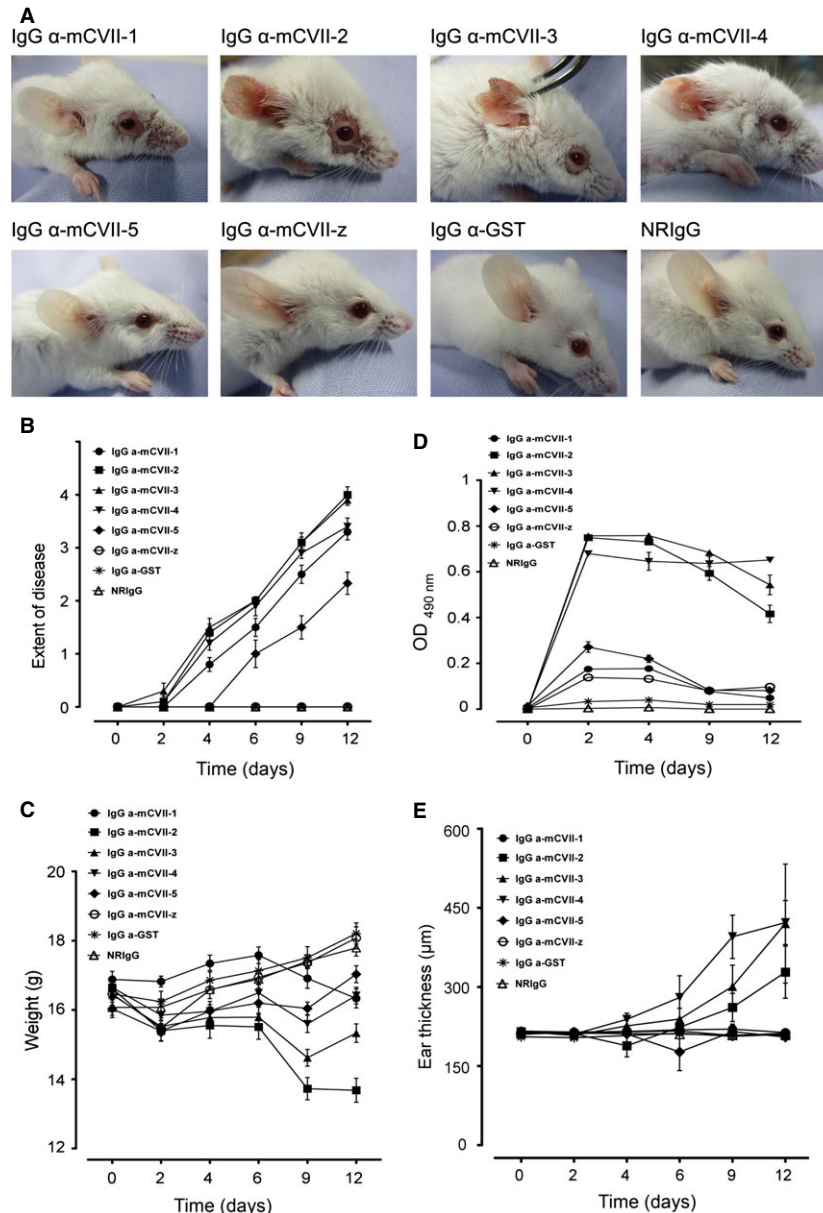 A
IgG α-mCVII-1 IgG α-mCVII-2 IgG α-mCVII-3 IgG α-mCVII-4
IgG α-mCVII-5 IgG α-mCVII-z IgG α-GST NRIgG
B
IgG a-mCVII-1
IgG a-mCVII-2
IgG a-mCVII-3
IgG a-mCVII-4
IgG a-mCVII-5
IgG a-mCVII-z
IgG a-GST
NRIgG
Extent of disease
4
3
2
1
0
0 2 4 6 9 12
Time (days)
D
IgG a-mCVII-1
IgG a-mCVII-2
IgG a-mCVII-3
IgG a-mCVII-4
IgG a-mCVII-5
IgG a-mCVII-z
IgG a-GST
NRIgG
OD 490 nm
0.8
0.6
0.4
0.2
0
0 2 4 9 12
Time (days)
C
IgG a-mCVII-1
IgG a-mCVII-2
IgG a-mCVII-3
IgG a-mCVII-4
IgG a-mCVII-5
IgG a-mCVII-z
IgG a-GST
NRIgG
Weight (g)
20
18
16
14
12
0 2 4 6 9 12
Time (days)
E
IgG a-mCVII-1
IgG a-mCVII-2
IgG a-mCVII-3
IgG a-mCVII-4
IgG a-mCVII-5
IgG a-mCVII-z
IgG a-GST
NRIgG
Ear thickness (µm)
600
450
300
150
0
0 2 4 6 9 12
Time (days)